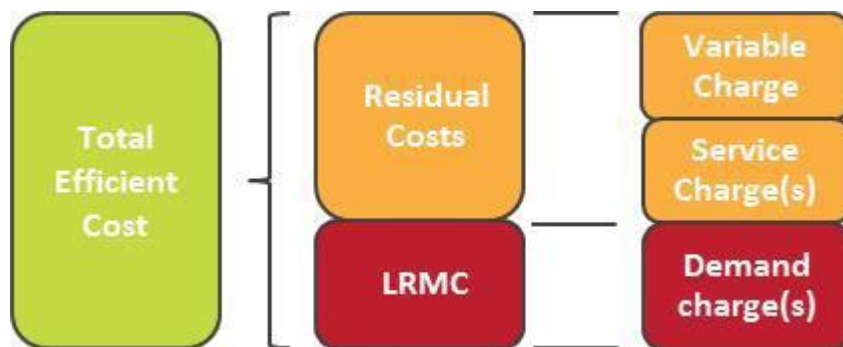 Total
Efficient
Cost
Residual
Costs
LRMC
Variable
Charge
Service
Charge(s)
Demand
charge(s)